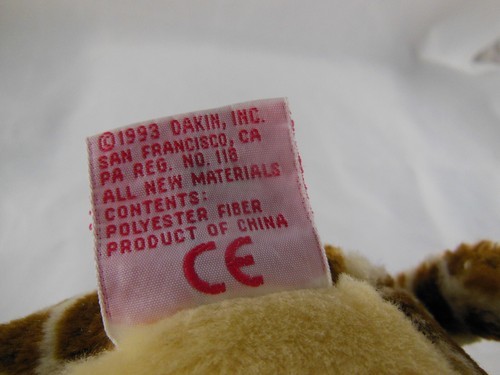 ©1993 DAKIN, INC.
SAN FRANCISCO, CA
PA REG. NO. 118
ALL NEW MATERIALS
CONTENTS:
POLYESTER FIBER
PRODUCT OF CHINA
CE